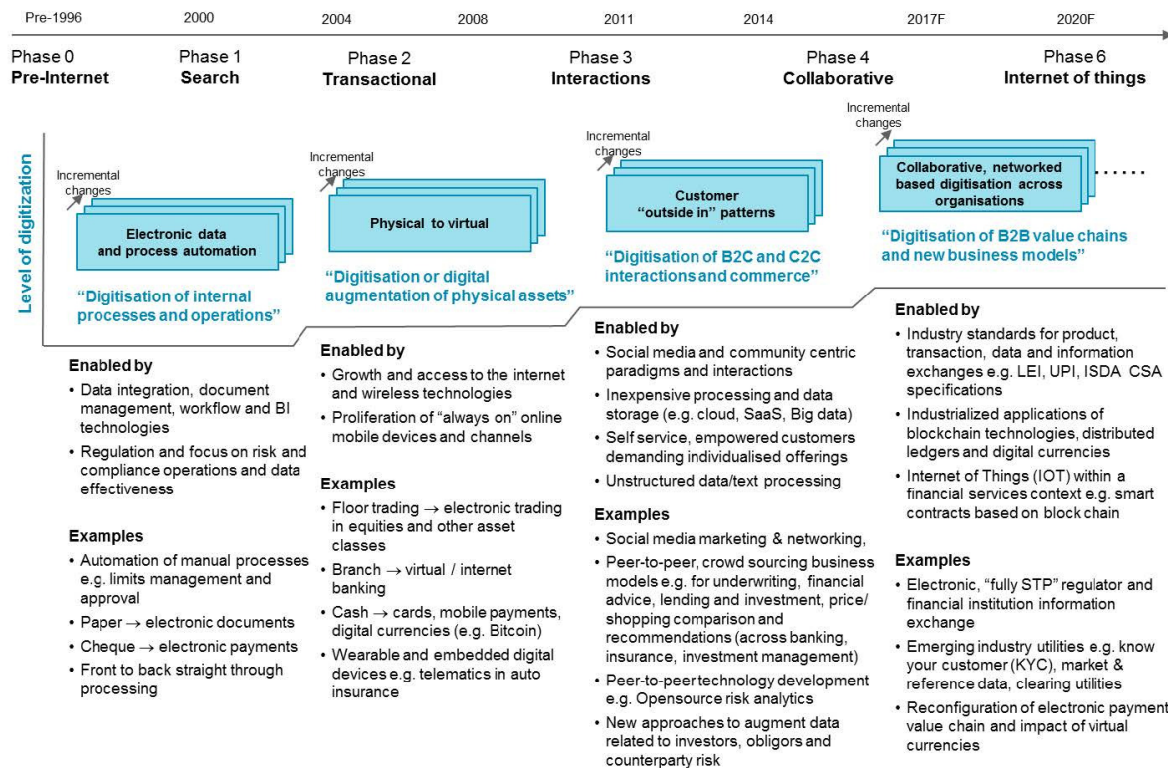 Pre-1996 2000 2004 2008 2011 2014 2017F 2020F
Phase 0 Phase 1 Phase 2 Phase 3 Phase 4 Phase 6
Pre-Internet Search Transactional Interactions Collaborative Internet of things
Level of digitization
Incremental
changes
Electronic data
and process automation
“Digitisation of internal
processes and operations”
Enabled by
• Data integration, document
management, workflow and BI
technologies
• Regulation and focus on risk and
compliance operations and data
effectiveness
Examples
• Automation of manual processes
e.g. limits management and
approval
• Paper → electronic documents
• Cheque → electronic payments
• Front to back straight through
processing
Incremental
changes
Physical to virtual
“Digitisation or digital
augmentation of physical assets”
Enabled by
• Growth and access to the internet
and wireless technologies
• Proliferation of “always on” online
mobile devices and channels
Examples
• Floor trading → electronic trading
in equities and other asset
classes
• Branch → virtual / internet
banking
• Cash → cards, mobile payments,
digital currencies (e.g. Bitcoin)
• Wearable and embedded digital
devices e.g. telematics in auto
insurance
Incremental
changes
Customer
“outside in” patterns
“Digitisation of B2C and C2C
interactions and commerce”
Enabled by
• Social media and community centric
paradigms and interactions
• Inexpensive processing and data
storage (e.g. cloud, SaaS, Big data)
• Self service, empowered customers
demanding individualised offerings
• Unstructured data/text processing
Examples
• Social media marketing & networking,
• Peer-to-peer, crowd sourcing business
models e.g. for underwriting, financial
advice, lending and investment, price/
shopping comparison and
recommendations (across banking,
insurance, investment management)
• Peer-to-peer technology development
e.g. Opensource risk analytics
• New approaches to augment data
related to investors, obligors and
counterparty risk
Incremental
changes
Collaborative, networked
based digitisation across
organisations
......
“Digitisation of B2B value chains
and new business models”
Enabled by
• Industry standards for product,
transaction, data and information
exchanges e.g. LEI, UPI, ISDA CSA
specifications
• Industrialized applications of
blockchain technologies, distributed
ledgers and digital currencies
• Internet of Things (IOT) within a
financial services context e.g. smart
contracts based on block chain
Examples
• Electronic, “fully STP” regulator and
financial institution information
exchange
• Emerging industry utilities e.g. know
your customer (KYC), market &
reference data, clearing utilities
• Reconfiguration of electronic payment
value chain and impact of virtual
currencies